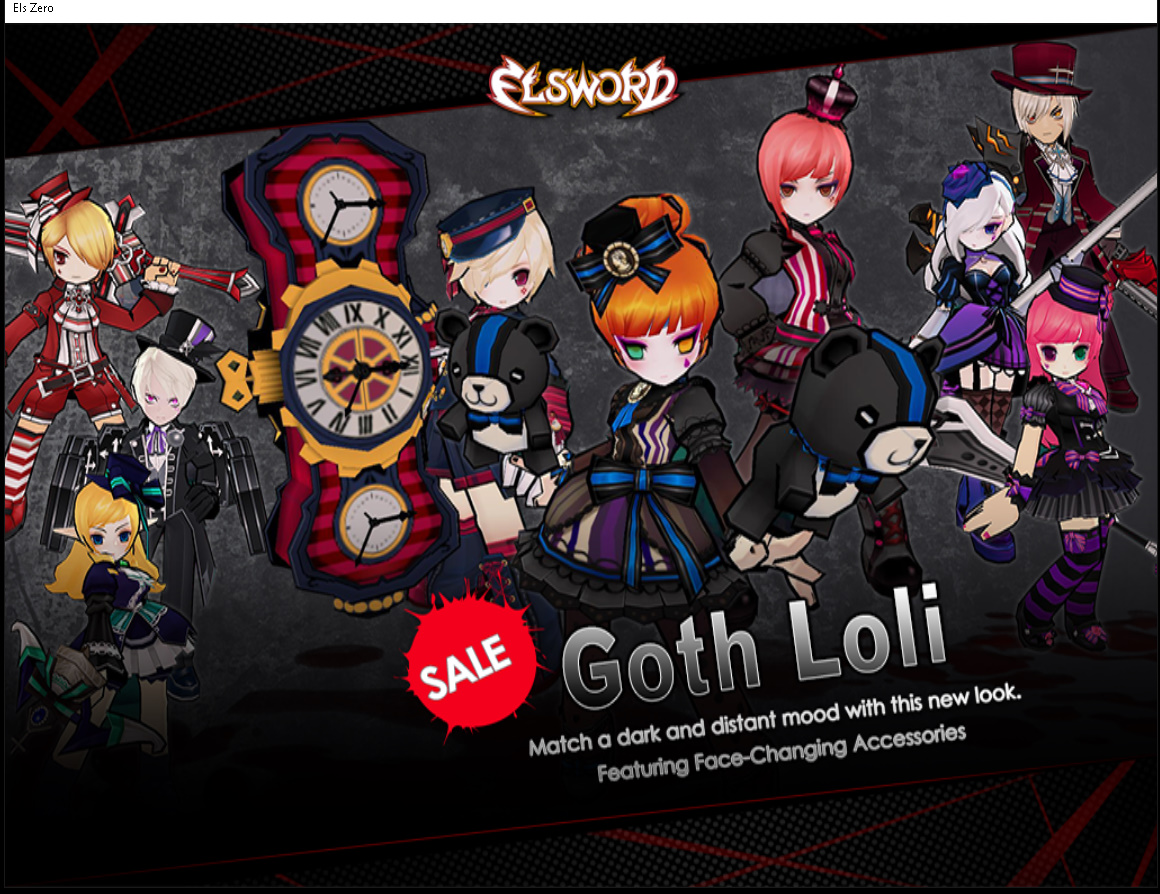 Els Zero
ELSWORD
SALE
Goth Loli
Match a dark and distant mood with this new look.
Featuring Face-Changing Accessories